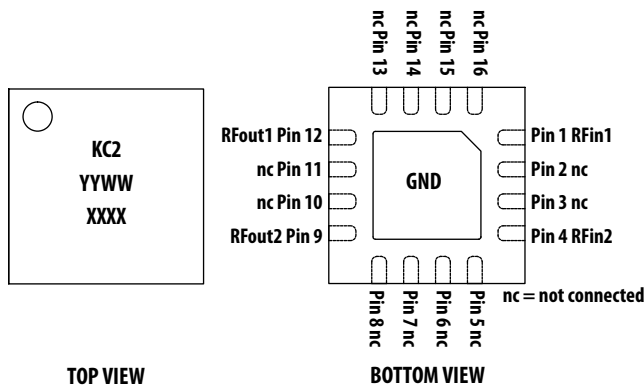 nc Pin 13
nc Pin 14
nc Pin 15
nc Pin 16
KC2
YYWW
XXXX
RFout1 Pin 12
nc Pin 11
nc Pin 10
RFout2 Pin 9
GND
Pin 1 RFin1
Pin 2 nc
Pin 3 nc
Pin 4 RFin2
Pin 8 nc
Pin 7 nc
Pin 6 nc
Pin 5 nc
nc = not connected
TOP VIEW
BOTTOM VIEW